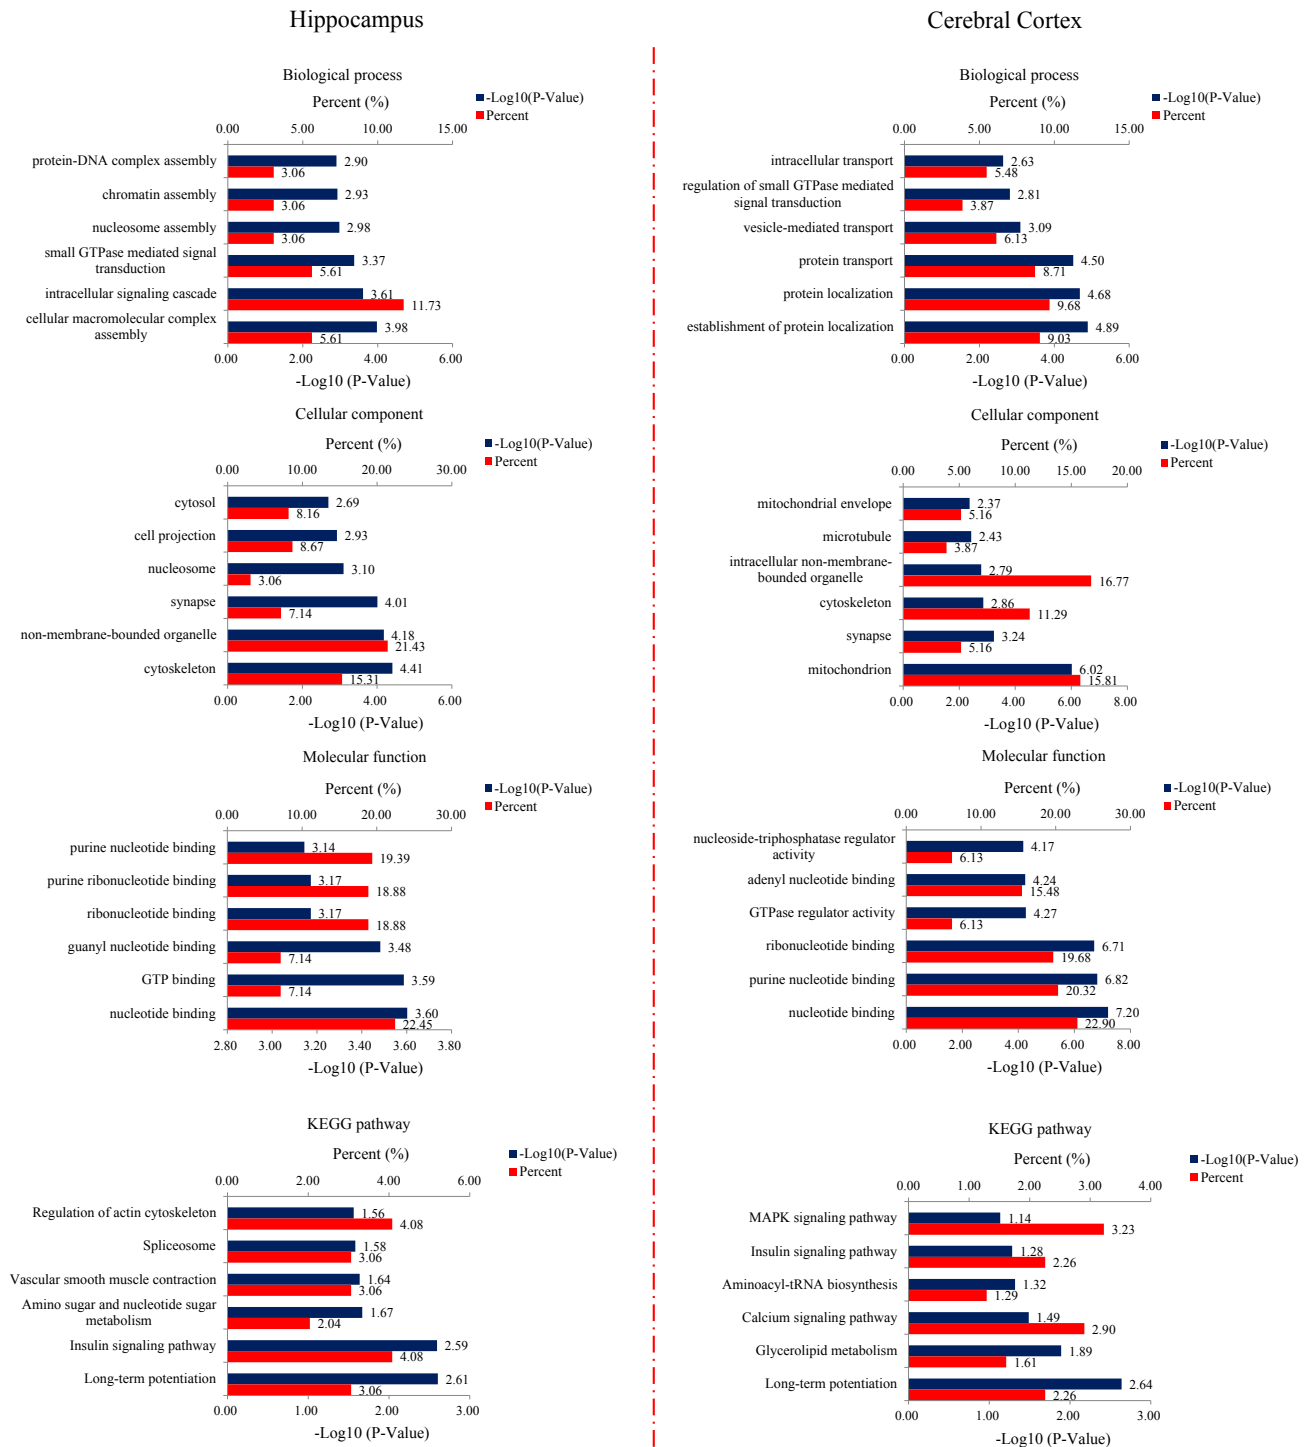 Hippocampus
Biological process
Percent (%)
-Log10(P-Value)
Percent
0.00 5.00 10.00 15.00
protein-DNA complex assembly 2.90
3.06
chromatin assembly 2.93
3.06
nucleosome assembly 2.98
3.06
small GTPase mediated signal
transduction
3.37
5.61
intracellular signaling cascade 3.61
11.73
cellular macromolecular complex
assembly
3.98
5.61
0.00 2.00 4.00 6.00
-Log10 (P-Value)
Cellular component
Percent (%)
-Log10(P-Value)
Percent
0.00 10.00 20.00 30.00
cytosol 2.69
8.16
cell projection 2.93
8.67
nucleosome 3.10
3.06
synapse 4.01
7.14
non-membrane-bounded organelle 4.18
21.43
cytoskeleton 4.41
15.31
0.00 2.00 4.00 6.00
-Log10 (P-Value)
Molecular function
Percent (%)
-Log10(P-Value)
Percent
0.00 10.00 20.00 30.00
purine nucleotide binding 3.14
19.39
purine ribonucleotide binding 3.17
18.88
ribonucleotide binding 3.17
18.88
guanyl nucleotide binding 3.48
7.14
GTP binding 3.59
7.14
nucleotide binding 3.60
22.45
2.80 3.00 3.20 3.40 3.60 3.80
-Log10 (P-Value)
KEGG pathway
Percent (%)
-Log10(P-Value)
Percent
0.00 2.00 4.00 6.00
Regulation of actin cytoskeleton 1.56
4.08
Spliceosome 1.58
3.06
Vascular smooth muscle contraction 1.64
3.06
Amino sugar and nucleotide sugar
metabolism
1.67
2.04
Insulin signaling pathway 2.59
4.08
Long-term potentiation 2.61
3.06
0.00 1.00 2.00 3.00
-Log10 (P-Value)
Cerebral Cortex
Biological process
Percent (%)
-Log10(P-Value)
Percent
0.00 5.00 10.00 15.00
intracellular transport 2.63
5.48
regulation of small GTPase mediated
signal transduction
2.81
3.87
vesicle-mediated transport 3.09
6.13
protein transport 4.50
8.71
protein localization 4.68
9.68
establishment of protein localization 4.89
9.03
0.00 2.00 4.00 6.00
-Log10 (P-Value)
Cellular component
Percent (%)
-Log10(P-Value)
Percent
0.00 5.00 10.00 15.00 20.00
mitochondrial envelope 2.37
5.16
microtubule 2.43
3.87
intracellular non-membrane-
bounded organelle
2.79
16.77
cytoskeleton 2.86
11.29
synapse 3.24
5.16
mitochondrion 6.02
15.81
0.00 2.00 4.00 6.00 8.00
-Log10 (P-Value)
Molecular function
Percent (%)
-Log10(P-Value)
Percent
0.00 10.00 20.00 30.00
nucleoside-triphosphatase regulator
activity
4.17
6.13
adenyl nucleotide binding 4.24
15.48
GTPase regulator activity 4.27
6.13
ribonucleotide binding 6.71
19.68
purine nucleotide binding 6.82
20.32
nucleotide binding 7.20
22.90
0.00 2.00 4.00 6.00 8.00
-Log10 (P-Value)
KEGG pathway
Percent (%)
-Log10(P-Value)
Percent
0.00 1.00 2.00 3.00 4.00
MAPK signaling pathway 1.14
3.23
Insulin signaling pathway 1.28
2.26
Aminoacyl-tRNA biosynthesis 1.32
1.29
Calcium signaling pathway 1.49
2.90
Glycerolipid metabolism 1.89
1.61
Long-term potentiation 2.64
2.26
0.00 1.00 2.00 3.00
-Log10 (P-Value)